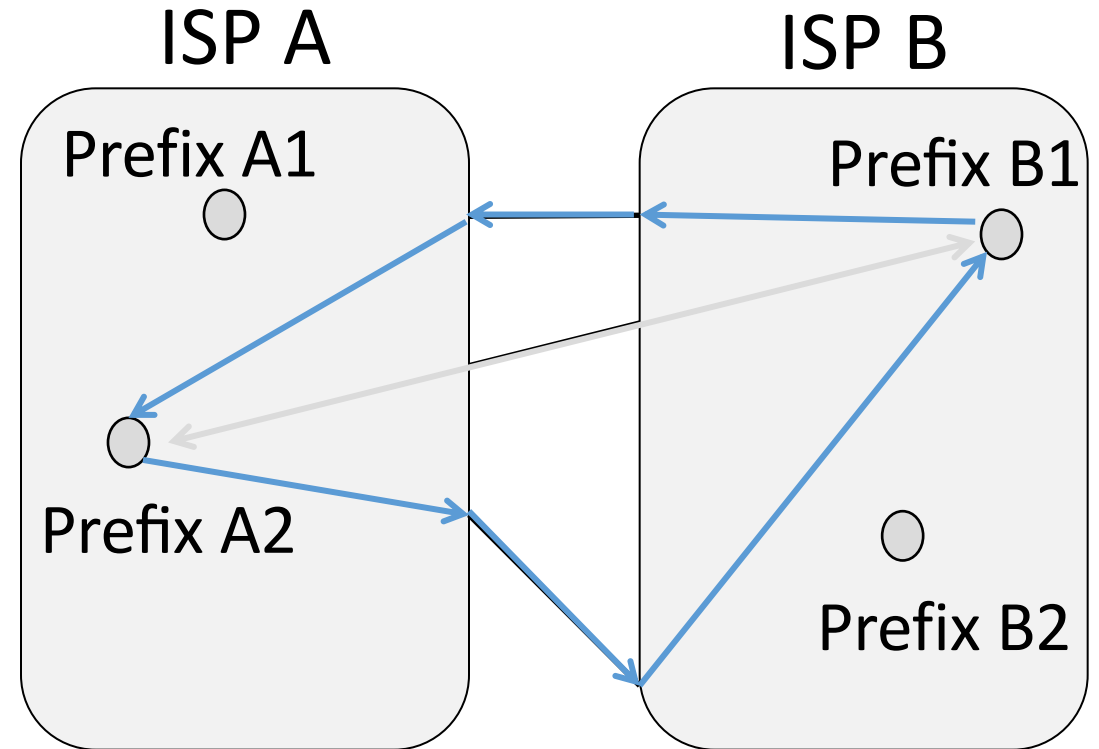 ISP A
ISP B
Prefix A1
Prefix B1
Prefix A2
Prefix B2